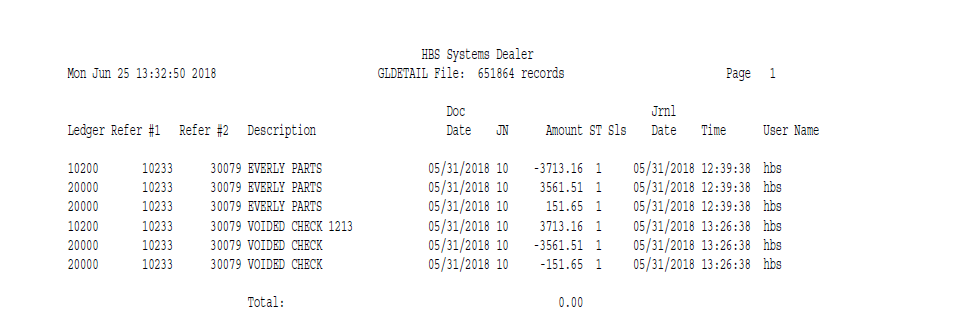 HBS Systems Dealer
Mon Jun 25 13:32:50 2018 GLDETAIL File: 651864 records Page 1
Doc Jrnl
Ledger Refer #1 Refer #2 Description Date JN Amount ST Sls Date Time User Name
10200 10233 30079 EVERLY PARTS 05/31/2018 10 -3713.16 1 05/31/2018 12:39:38 hbs
20000 10233 30079 EVERLY PARTS 05/31/2018 10 3561.51 1 05/31/2018 12:39:38 hbs
20000 10233 30079 EVERLY PARTS 05/31/2018 10 151.65 1 05/31/2018 12:39:38 hbs
10200 10233 30079 VOIDED CHECK 1213 05/31/2018 10 3713.16 1 05/31/2018 13:26:38 hbs
20000 10233 30079 VOIDED CHECK 05/31/2018 10 -3561.51 1 05/31/2018 13:26:38 hbs
20000 10233 30079 VOIDED CHECK 05/31/2018 10 -151.65 1 05/31/2018 13:26:38 hbs
Total: 0.00